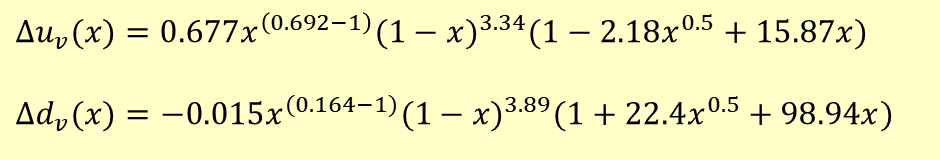 Δu_v(x) = 0.677x^(0.692−1)(1 − x)^3.34(1 − 2.18x^0.5 + 15.87x)
Δd_v(x) = −0.015x^(0.164−1)(1 − x)^3.89(1 + 22.4x^0.5 + 98.94x)